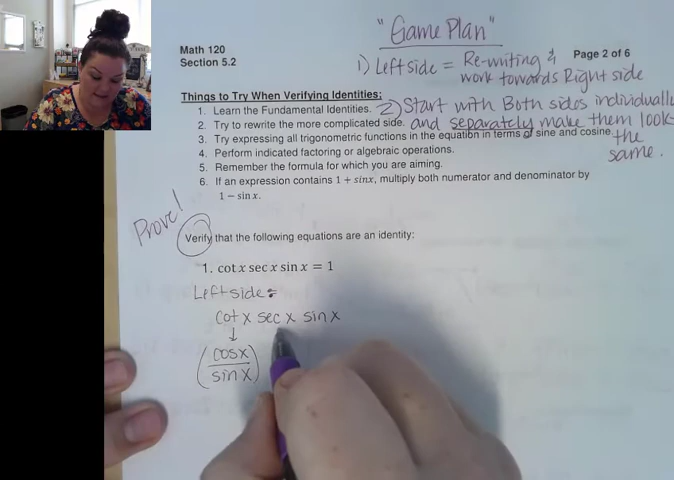 "Game Plan"
Math 120
Section 5.2
Page 2 of 6
1) Left side = Re-writing &
work towards Right side
Things to Try When Verifying Identities:
1. Learn the Fundamental Identities.
2) Start with Both sides individually
and separately make them look
the
same.
2. Try to rewrite the more complicated side.
3. Try expressing all trigonometric functions in the equation in terms of sine and cosine.
4. Perform indicated factoring or algebraic operations.
5. Remember the formula for which you are aiming.
6. If an expression contains 1 + sinx, multiply both numerator and denominator by
1 − sin x.
Prove!
Verify that the following equations are an identity:
1. cot x sec x sin x = 1
Left side =
cot x sec x sin x
↓
(cosx
sinx)